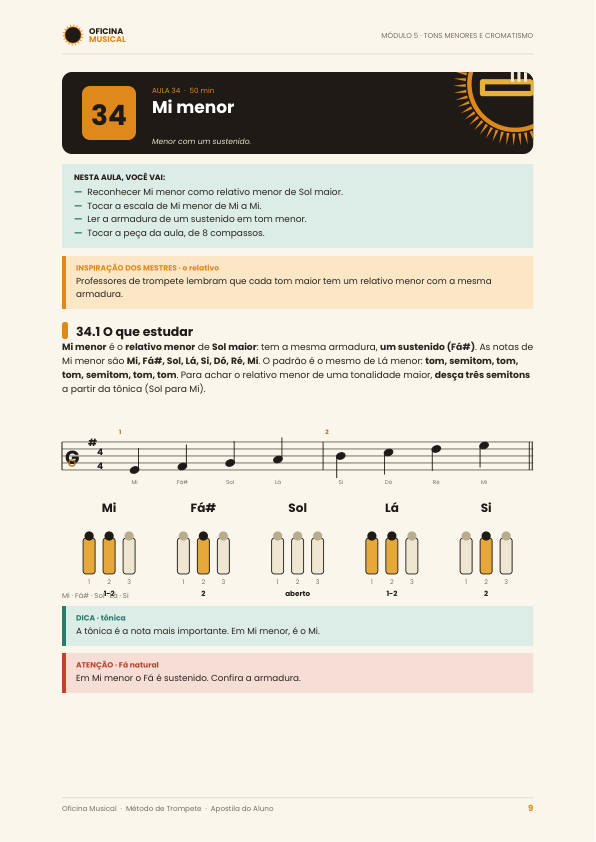 OFICINA
MUSICAL
MÓDULO 5 · TONS MENORES E CROMATISMO
34
AULA 34 · 50 min
Mi menor
Menor com um sustenido.
NESTA AULA, VOCÊ VAI:
— Reconhecer Mi menor como relativo menor de Sol maior.
— Tocar a escala de Mi menor de Mi a Mi.
— Ler a armadura de um sustenido em tom menor.
— Tocar a peça da aula, de 8 compassos.
INSPIRAÇÃO DOS MESTRES · o relativo
Professores de trompete lembram que cada tom maior tem um relativo menor com a mesma
armadura.
34.1 O que estudar
Mi menor é o relativo menor de Sol maior: tem a mesma armadura, um sustenido (Fá#). As notas de
Mi menor são Mi, Fá#, Sol, Lá, Si, Dó, Ré, Mi. O padrão é o mesmo de Lá menor: tom, semitom, tom,
tom, semitom, tom, tom. Para achar o relativo menor de uma tonalidade maior, desça três semitons
a partir da tônica (Sol para Mi).
1 2
G # 4
4
Mi Fá# Sol Lá Si Dó Ré Mi
Mi Fá# Sol Lá Si
1 2 3 1 2 3 1 2 3 1 2 3 1 2 3
1-2 2 aberto 1-2 2
Mi · Fá# · Sol · Lá · Si
DICA · tônica
A tônica é a nota mais importante. Em Mi menor, é o Mi.
ATENÇÃO · Fá natural
Em Mi menor o Fá é sustenido. Confira a armadura.
Oficina Musical · Método de Trompete · Apostila do Aluno
9